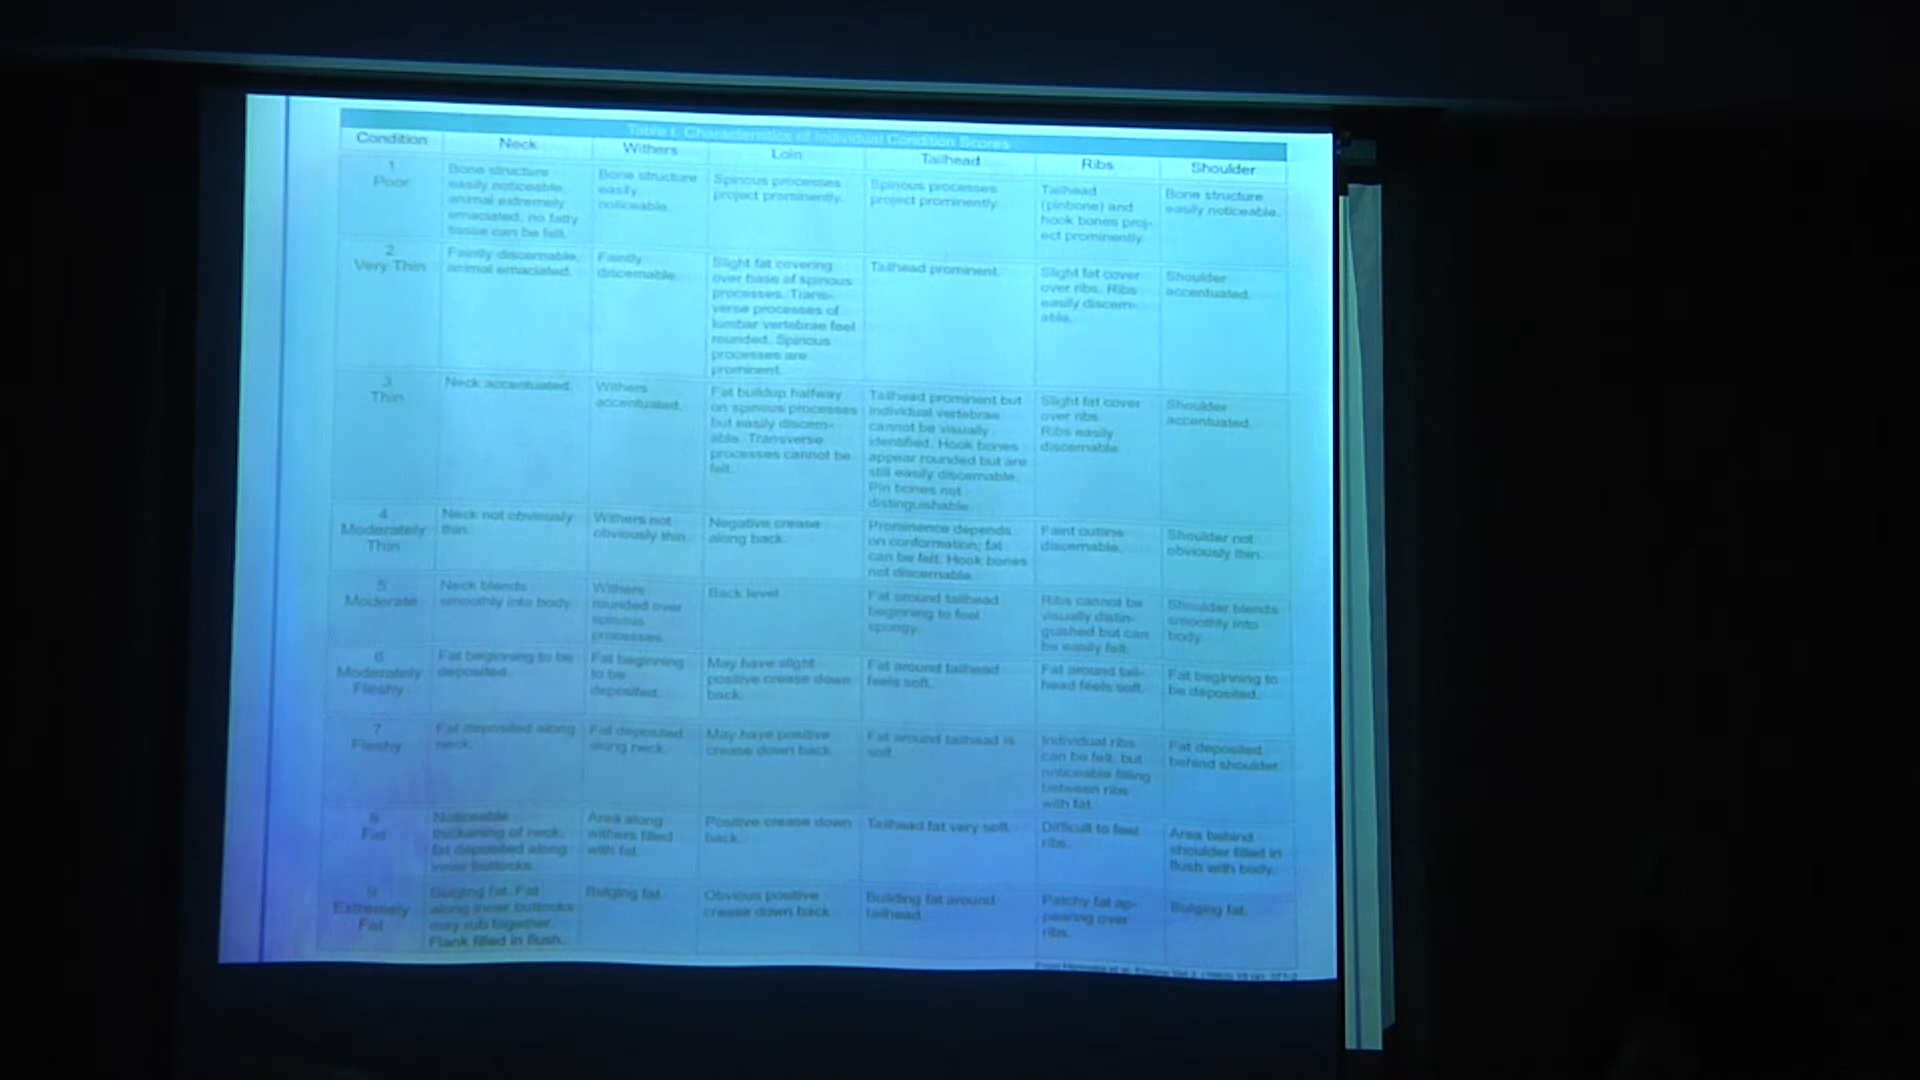 Table I. Characteristics of Individual Condition Scores
Condition Neck Withers Loin Tailhead Ribs Shoulder
1
Poor
Bone structure
easily noticeable,
animal extremely
emaciated, no fatty
tissue can be felt.
Bone structure
easily
noticeable.
Spinous processes
project prominently.
Spinous processes
project prominently.
Tailhead
(pinbone) and
hook bones proj-
ect prominently.
Bone structure
easily noticeable.
2
Very Thin
Faintly discernable,
animal emaciated.
Faintly
discernable.
Slight fat covering
over base of spinous
processes. Trans-
verse processes of
lumbar vertebrae feel
rounded. Spinous
processes are
prominent.
Tailhead prominent.
Slight fat cover
over ribs. Ribs
easily discern-
able.
Shoulder
accentuated.
3
Thin
Neck accentuated.
Withers
accentuated.
Fat buildup halfway
on spinous processes
but easily discern-
able. Transverse
processes cannot be
felt.
Tailhead prominent but
individual vertebrae
cannot be visually
identified. Hook bones
appear rounded but are
still easily discernable.
Pin bones not
distinguishable.
Slight fat cover
over ribs.
Ribs easily
discernable.
Shoulder
accentuated.
4
Moderately
Thin
Neck not obviously
thin.
Withers not
obviously thin.
Negative crease
along back.
Prominence depends
on conformation; fat
can be felt. Hook bones
not discernable.
Faint outline
discernable.
Shoulder not
obviously thin.
5
Moderate
Neck blends
smoothly into body.
Withers
rounded over
spinous
processes.
Back level.
Fat around tailhead
beginning to feel
spongy.
Ribs cannot be
visually distin-
guished but can
be easily felt.
Shoulder blends
smoothly into
body.
6
Moderately
Fleshy
Fat beginning to be
deposited.
Fat beginning
to be
deposited.
May have slight
positive crease down
back.
Fat around tailhead
feels soft.
Fat around tail-
head feels soft.
Fat beginning to
be deposited.
7
Fleshy
Fat deposited along
neck.
Fat deposited
along neck.
May have positive
crease down back.
Fat around tailhead is
soft.
Individual ribs
can be felt, but
noticeable filling
between ribs
with fat.
Fat deposited
behind shoulder.
8
Fat
Noticeable
thickening of neck,
fat deposited along
inner buttocks.
Area along
withers filled
with fat.
Positive crease down
back.
Tailhead fat very soft.
Difficult to feel
ribs.
Area behind
shoulder filled in
flush with body.
9
Extremely
Fat
Bulging fat. Fat
along inner buttocks
may rub together.
Flank filled in flush.
Bulging fat.
Obvious positive
crease down back.
Building fat around
tailhead.
Patchy fat ap-
pearing over
ribs.
Bulging fat.